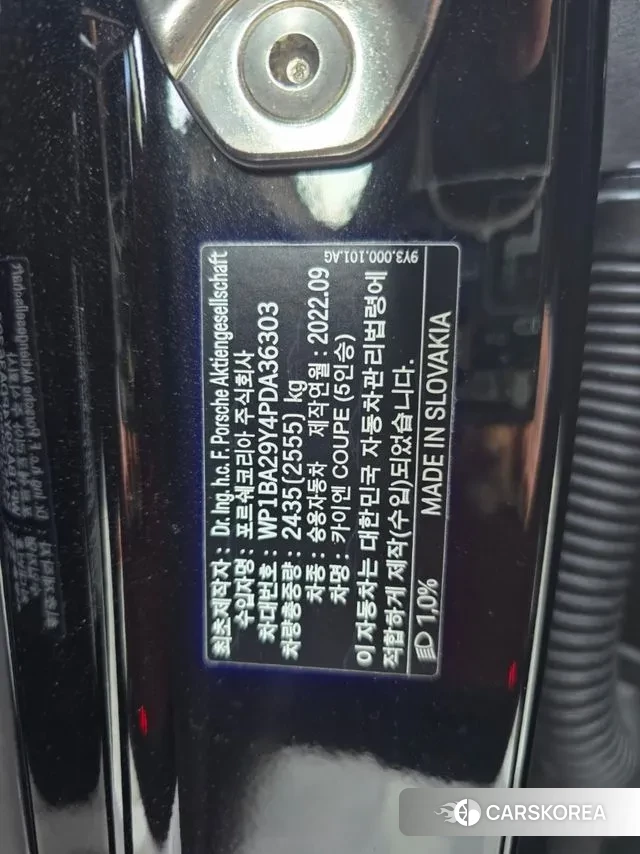 최초제작자 : Dr. Ing. h.c. F. Porsche Aktiengesellschaft
수입자명 : 포르쉐코리아 주식회사
차대번호 : WP1BA29Y4PDA36303
차량총중량 : 2435(2555) kg
차종 : 승용자동차 제작연월 : 2022.09
차명 : 카이엔 COUPE (5인승)
이 자동차는 대한민국 자동차관리법령에
적합하게 제작(수입)되었습니다.
1,0% MADE IN SLOVAKIA
9Y3.000.101.AG
CARSKOREA